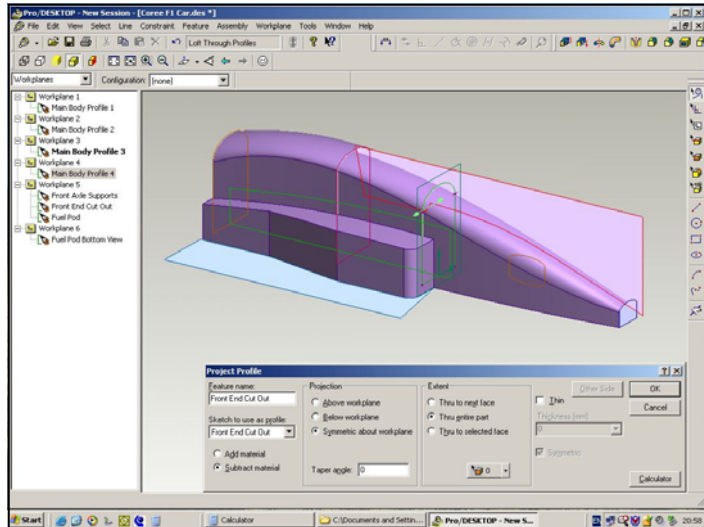 Pro/DESKTOP - New Session - [Coree F1 Car.des *]
File Edit View Select Line Constraint Feature Assembly Workplane Tools Window Help
Loft Through Profiles
Workplanes Configuration: (none)
Workplane 1
Main Body Profile 1
Workplane 2
Main Body Profile 2
Workplane 3
Main Body Profile 3
Workplane 4
Main Body Profile 4
Workplane 5
Front Axle Supports
Front End Cut Out
Fuel Pod
Workplane 6
Fuel Pod Bottom View
Project Profile
Feature name:
Front End Cut Out
Sketch to use as profile:
Front End Cut Out
Add material
Subtract material
Projection
Above workplane
Below workplane
Symmetric about workplane
Taper angle: 0
Extent
Thru to next face
Thru entire part
Thru to selected face
0
Thin
Thickness (mm)
0
Symmetric
Other Side
OK
Cancel
Calculator
Start Calculator C:\Documents and Settin... Pro/DESKTOP - New S... EN 20:58